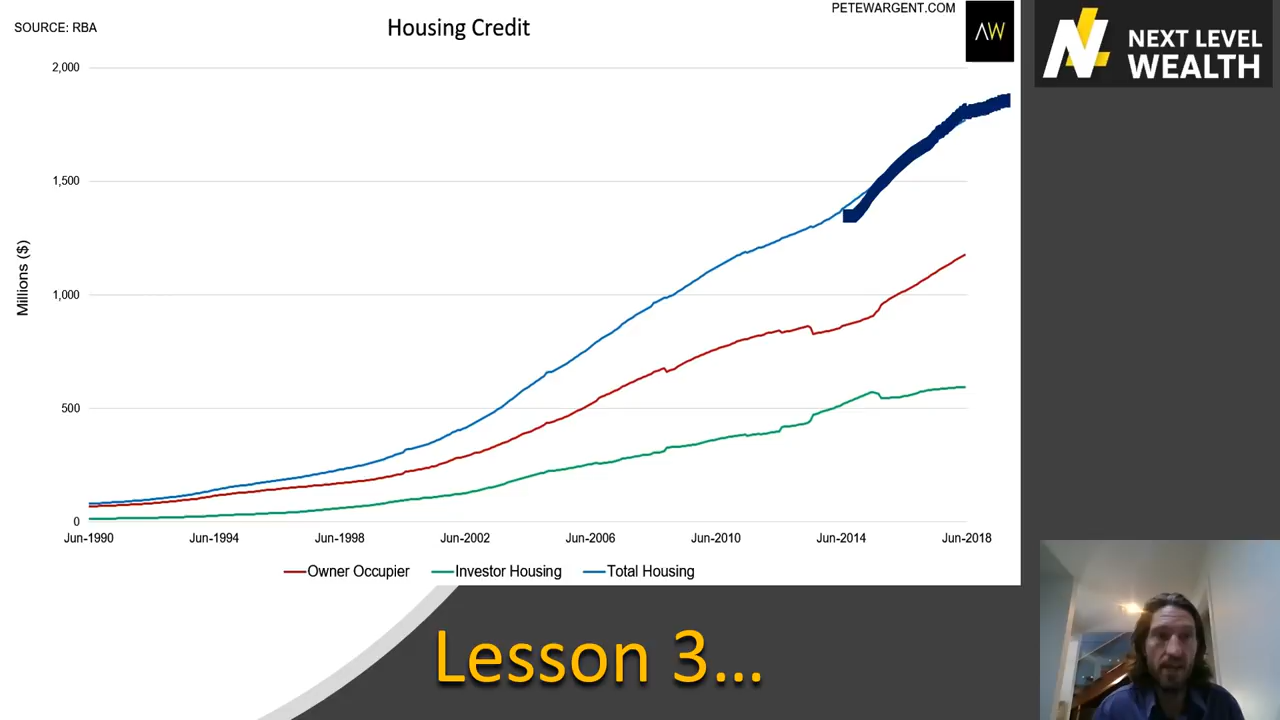 PETEWARGENT.COM
SOURCE: RBA
Housing Credit
AW
NEXT LEVEL
WEALTH
2,000
1,500
1,000
500
0
Millions ($)
Jun-1990
Jun-1994
Jun-1998
Jun-2002
Jun-2006
Jun-2010
Jun-2014
Jun-2018
Owner Occupier
Investor Housing
Total Housing
Lesson 3...